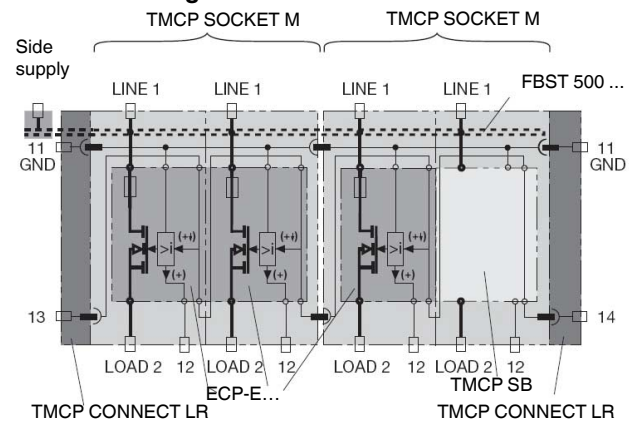 TMCP SOCKET M
TMCP SOCKET M
Side
supply
LINE 1
LINE 1
LINE 1
LINE 1
FBST 500 ...
11
GND
11
GND
>i
(+)
>i
(+)
>i
(+)
13
14
LOAD 2
12
LOAD 2
12
LOAD 2
12
LOAD 2
12
ECP-E...
TMCP SB
TMCP CONNECT LR
TMCP CONNECT LR